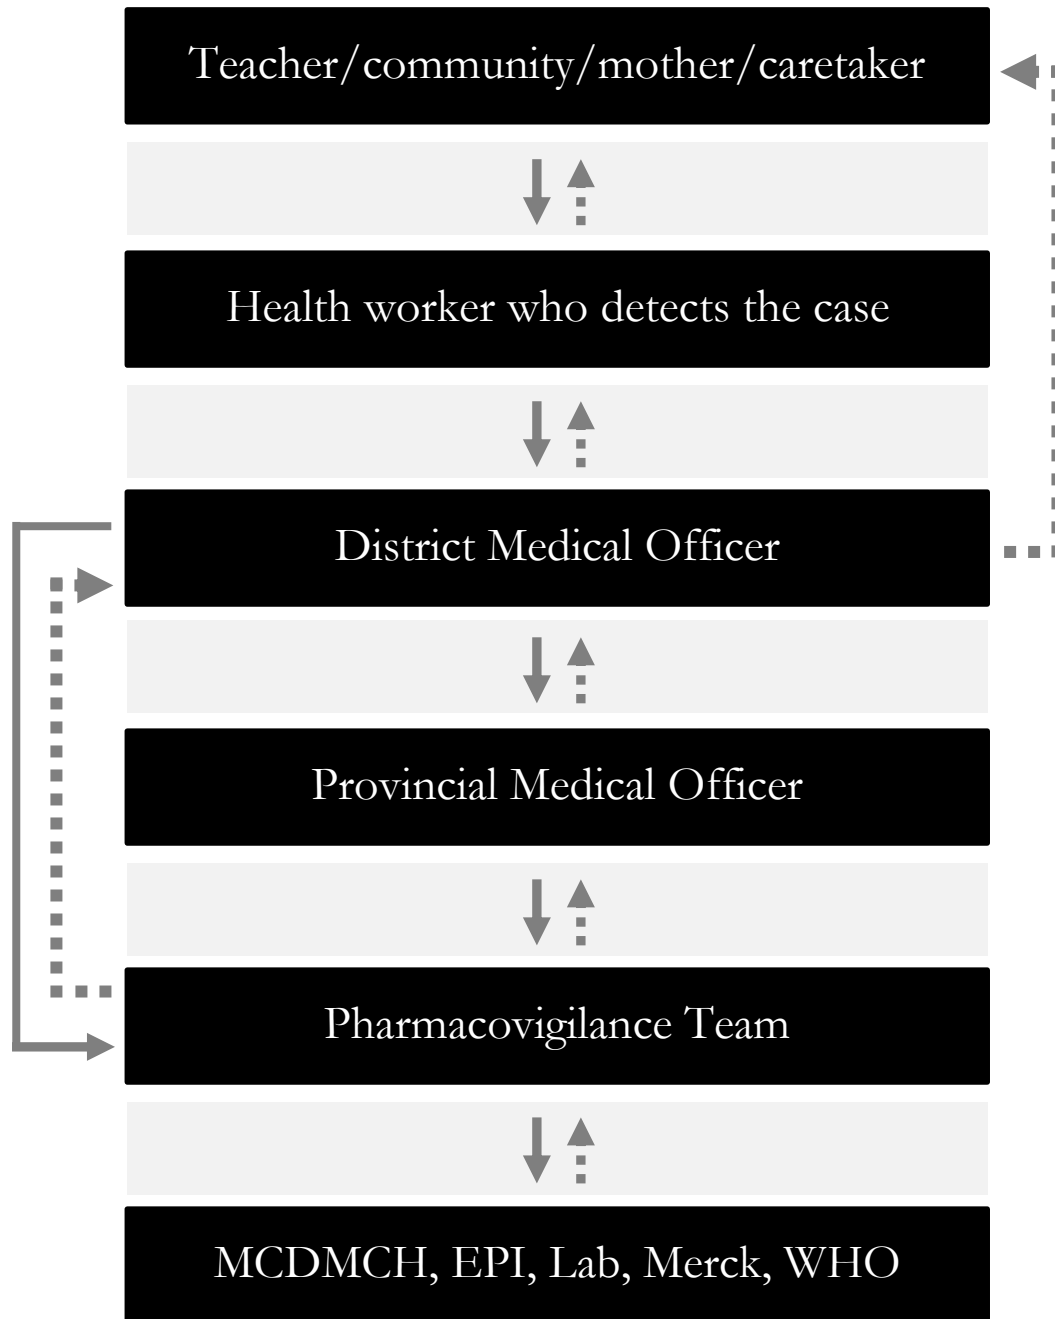 Teacher/community/mother/caretaker
Health worker who detects the case
District Medical Officer
Provincial Medical Officer
Pharmacovigilance Team
MCDMCH, EPI, Lab, Merck, WHO